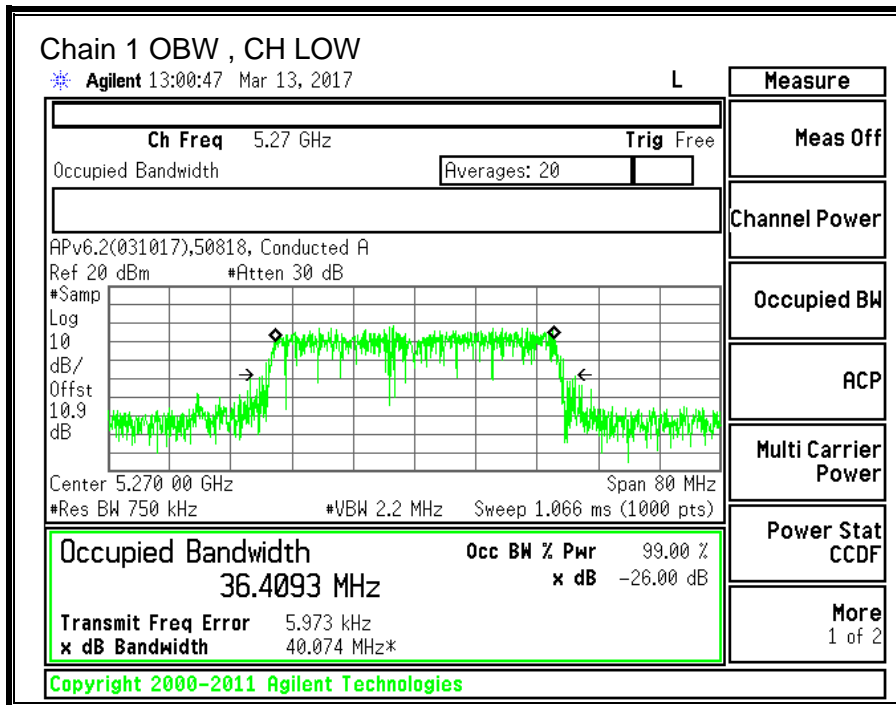 Chain 1 OBW , CH LOW
Agilent 13:00:47 Mar 13, 2017 L Measure
Ch Freq 5.27 GHz Trig Free
Meas Off
Occupied Bandwidth Averages: 20
Channel Power
APv6.2(031017),50818, Conducted A
Ref 20 dBm #Atten 30 dB
#Samp
Log
10
dB/
Offst
10.9
dB
Occupied BW
ACP
Multi Carrier
Power
Center 5.270 00 GHz Span 80 MHz
#Res BW 750 kHz #VBW 2.2 MHz Sweep 1.066 ms (1000 pts)
Power Stat
CCDF
Occupied Bandwidth Occ BW % Pwr 99.00 %
36.4093 MHz x dB -26.00 dB
Transmit Freq Error 5.973 kHz
x dB Bandwidth 40.074 MHz*
More
1 of 2
Copyright 2000-2011 Agilent Technologies